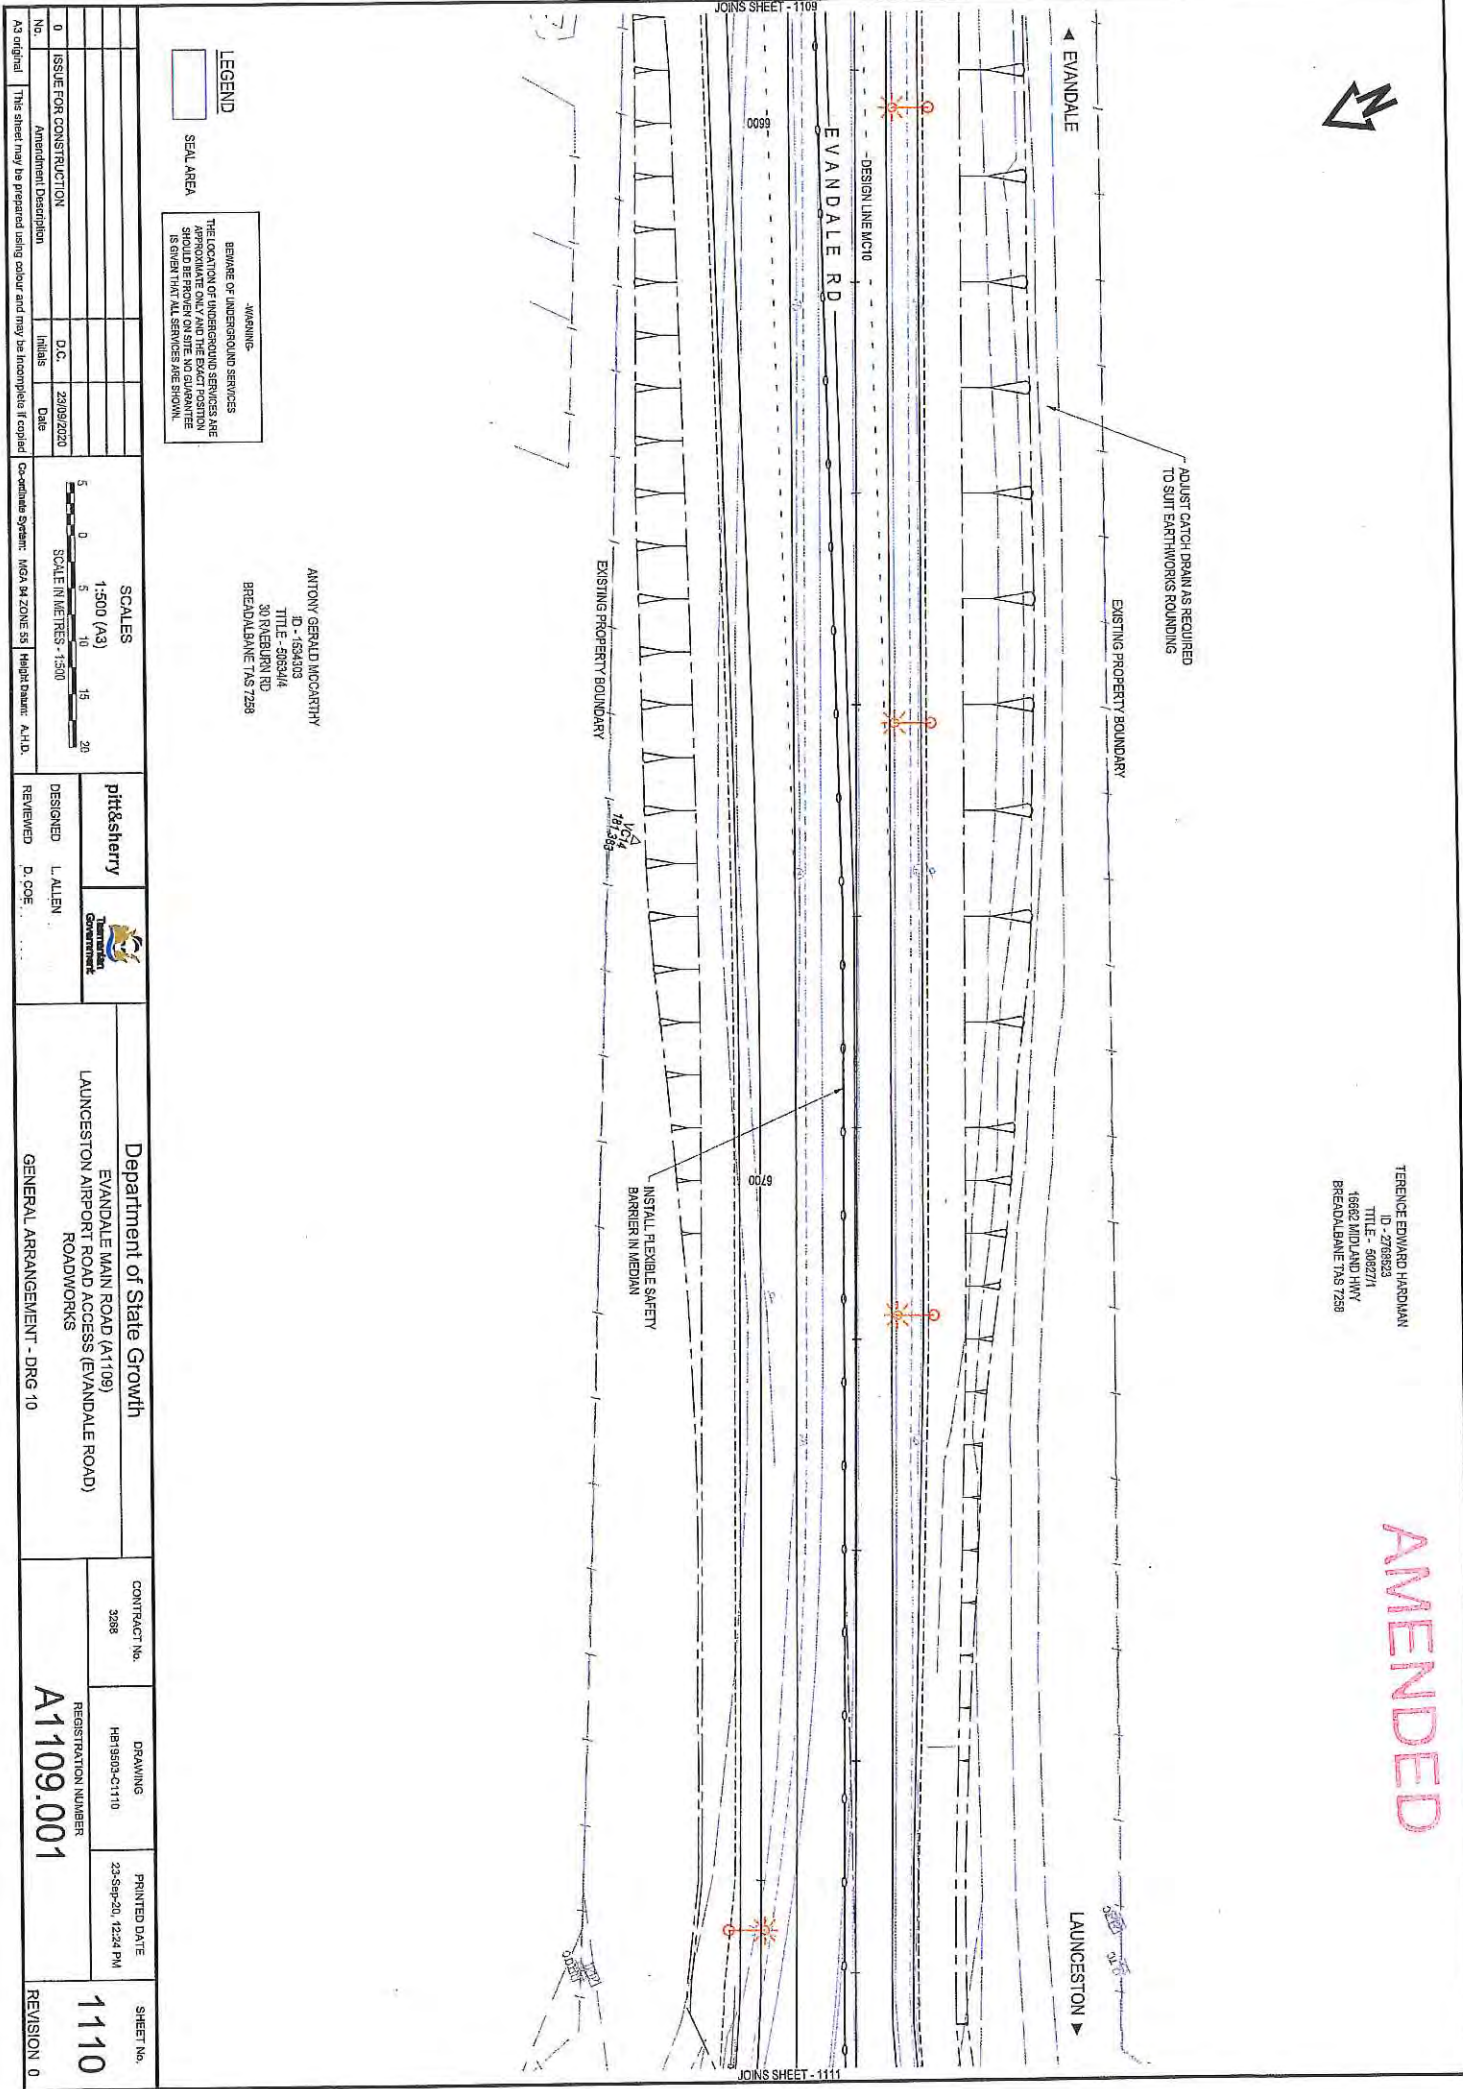 AMENDED
N
TERENCE EDWARD HARDMAN
ID - 2768623
TITLE - 50827/1
16662 MIDLAND HWY
BREADALBANE TAS 7258
ADJUST CATCH DRAIN AS REQUIRED
TO SUIT EARTHWORKS ROUNDING
EXISTING PROPERTY BOUNDARY
◄ EVANDALE
LAUNCESTON ►
JOINS SHEET - 1109
JOINS SHEET - 1111
DESIGN LINE MC10
EVANDALE RD
6600
6700
VC14
181.383
INSTALL FLEXIBLE SAFETY
BARRIER IN MEDIAN
EXISTING PROPERTY BOUNDARY
ANTONY GERALD MCCARTHY
ID - 1634303
TITLE - 50634/4
30 RAEBURN RD
BREADALBANE TAS 7258
LEGEND
SEAL AREA
-WARNING-
BEWARE OF UNDERGROUND SERVICES
THE LOCATION OF UNDERGROUND SERVICES ARE
APPROXIMATE ONLY AND THE EXACT POSITION
SHOULD BE PROVEN ON SITE. NO GUARANTEE
IS GIVEN THAT ALL SERVICES ARE SHOWN.
0 ISSUE FOR CONSTRUCTION D.C. 23/09/2020
No. Amendment Description Initials Date
A3 original This sheet may be prepared using colour and may be incomplete if copied
SCALES
1:500 (A3)
5 0 5 10 15 20
SCALE IN METRES - 1:500
Co-ordinate System: MGA 94 ZONE 55 Height Datum: A.H.D.
pitt&sherry
Tasmanian
Government
DESIGNED L. ALLEN
REVIEWED D. COE
Department of State Growth
EVANDALE MAIN ROAD (A1109)
LAUNCESTON AIRPORT ROAD ACCESS (EVANDALE ROAD)
ROADWORKS
GENERAL ARRANGEMENT - DRG 10
CONTRACT No.
3268
DRAWING
HB19503-C1110
PRINTED DATE
23-Sep-20, 12:24 PM
SHEET No.
1110
REGISTRATION NUMBER
A1109.001
REVISION 0